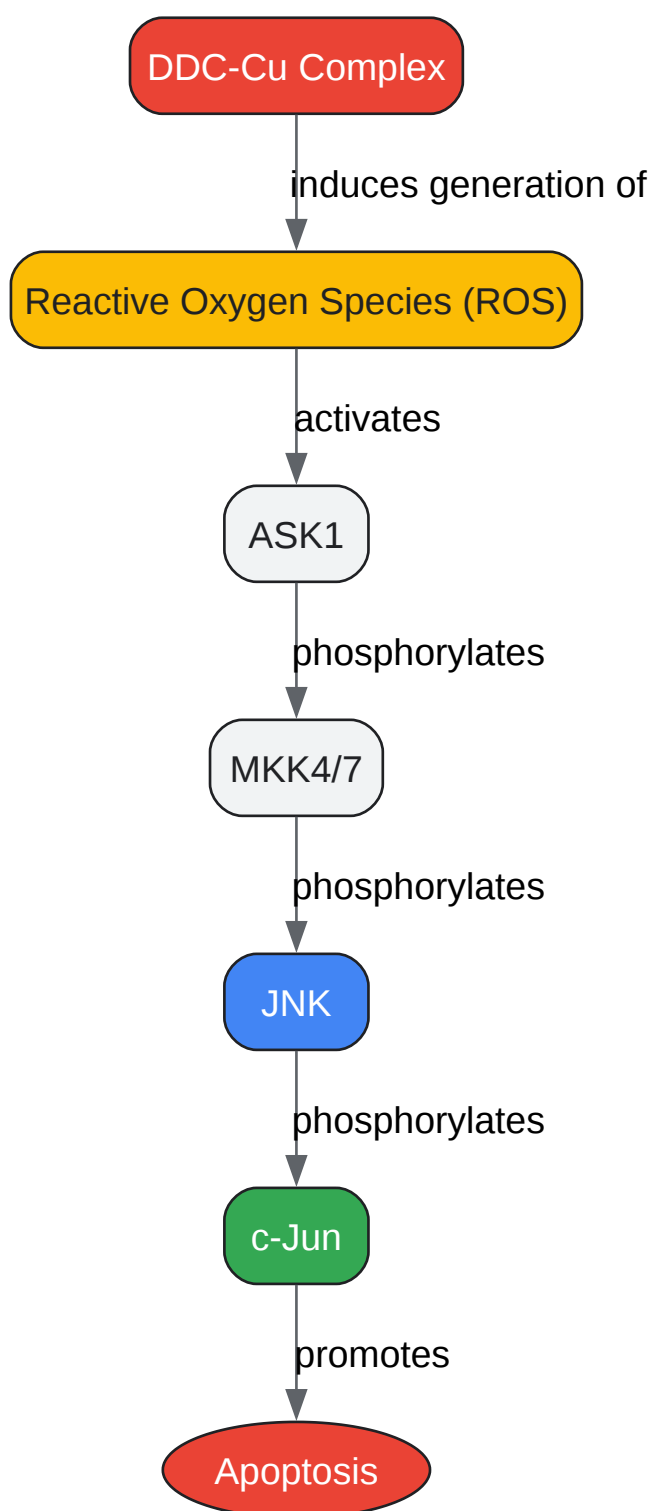 DDC-Cu Complex
induces generation of
Reactive Oxygen Species (ROS)
activates
ASK1
phosphorylates
MKK4/7
phosphorylates
JNK
phosphorylates
c-Jun
promotes
Apoptosis